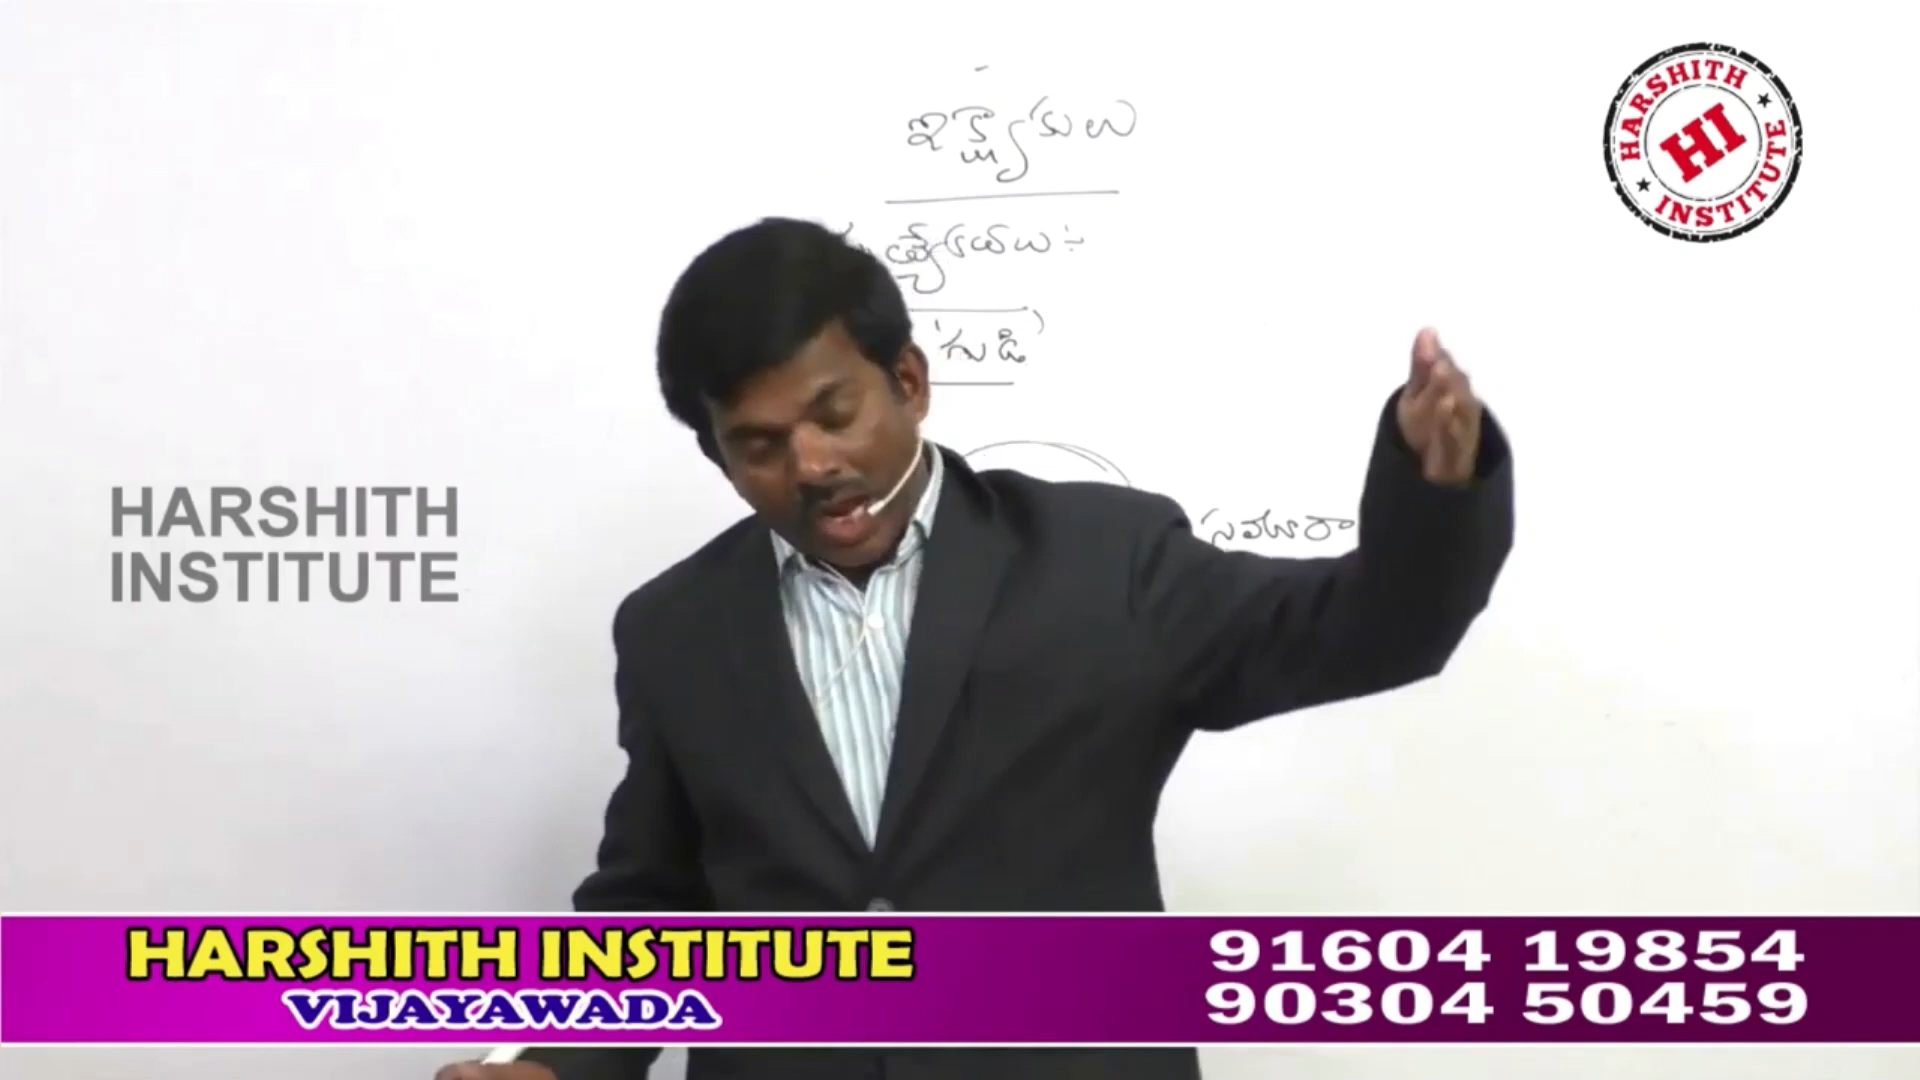 ఇక్ష్వాకులు
'గుడి'
HARSHITH
HI
INSTITUTE
HARSHITH
INSTITUTE
HARSHITH INSTITUTE
VIJAYAWADA
91604 19854
90304 50459